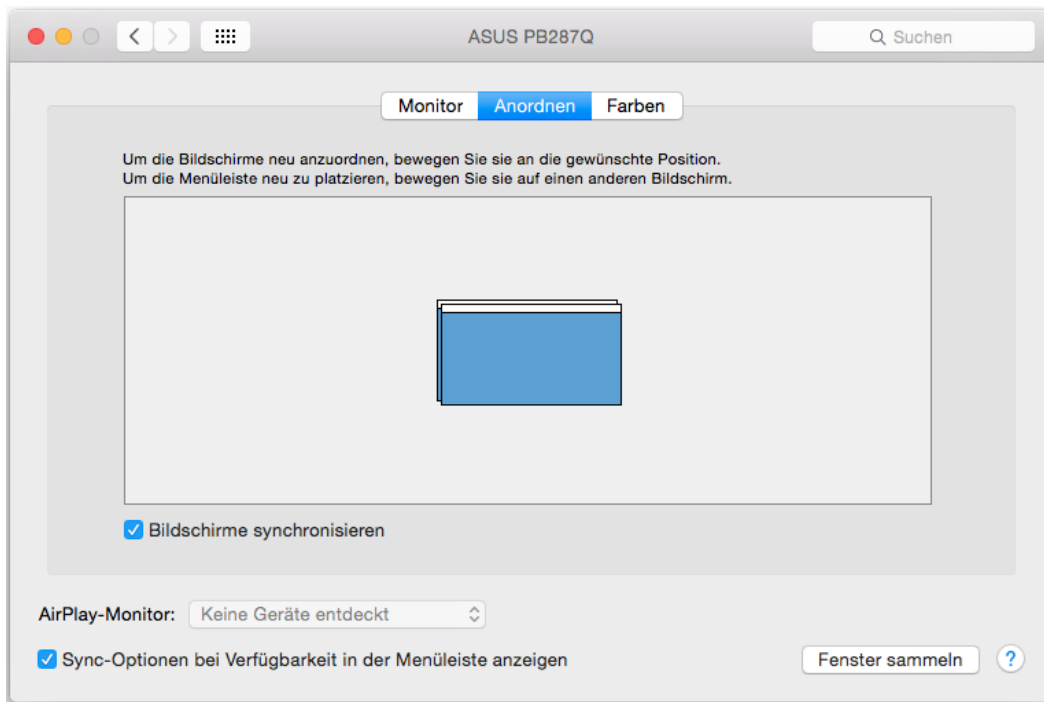 ASUS PB287Q
Suchen
Monitor Anordnen Farben
Um die Bildschirme neu anzuordnen, bewegen Sie sie an die gewünschte Position.
Um die Menüleiste neu zu platzieren, bewegen Sie sie auf einen anderen Bildschirm.
Bildschirme synchronisieren
AirPlay-Monitor: Keine Geräte entdeckt
Sync-Optionen bei Verfügbarkeit in der Menüleiste anzeigen
Fenster sammeln ?